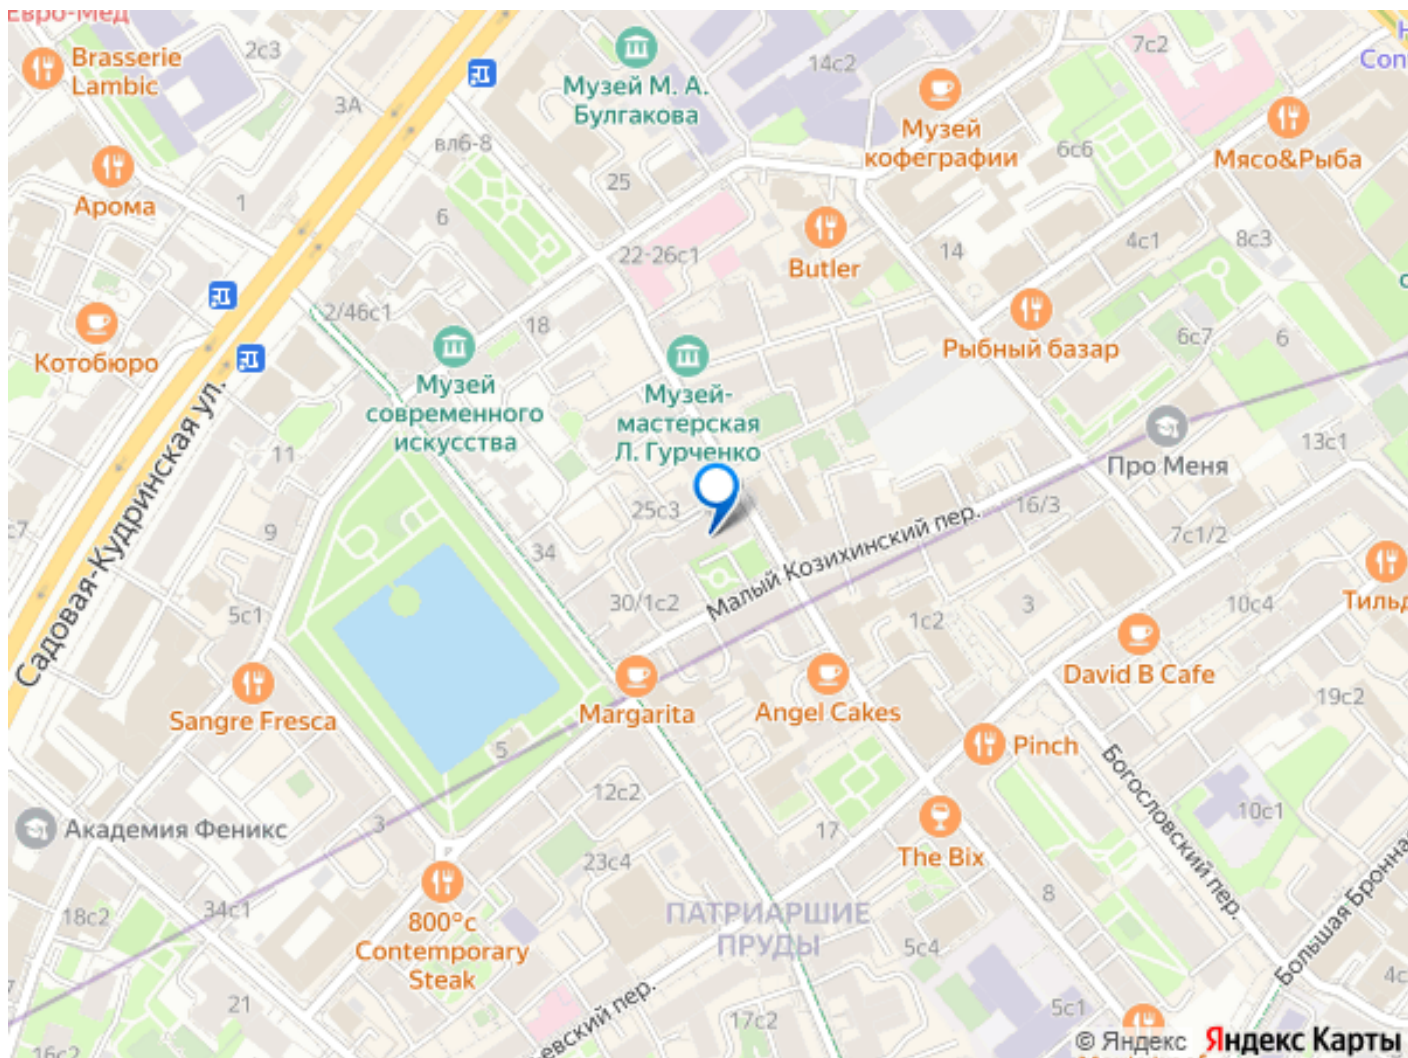 Евро-Мед
Brasserie
Lambic
2с3
3А
вл6-8
Музей М. А.
Булгакова
14с2
7с2
Музей
кофеграфии
6с6
Мясо&Рыба
Арома
1
6
25
22-26с1
Butler
14
4с1
8с3
Котобюро
2/46с1
18
Музей
современного
искусства
Музей-
мастерская
Л. Гурченко
Рыбный базар
6с7
6
Про Меня
13с1
Садовая-Кудринская ул.
11
9
25с3
34
16/3
7с1/2
Малый Козихинский пер.
5с1
30/1с2
1с2
3
10с4
Тильд
Sangre Fresca
Margarita
Angel Cakes
David B Cafe
19с2
5
Pinch
Богословский пер.
12с2
Академия Феникс
3
17
The Bix
10с1
23с4
8
18с2
34с1
800°с
Contemporary
Steak
ПАТРИАРШИЕ
ПРУДЫ
5с4
Большая Бронна
4с
21
евский пер.
17с2
5с1
16с2
© Яндекс Яндекс Карты